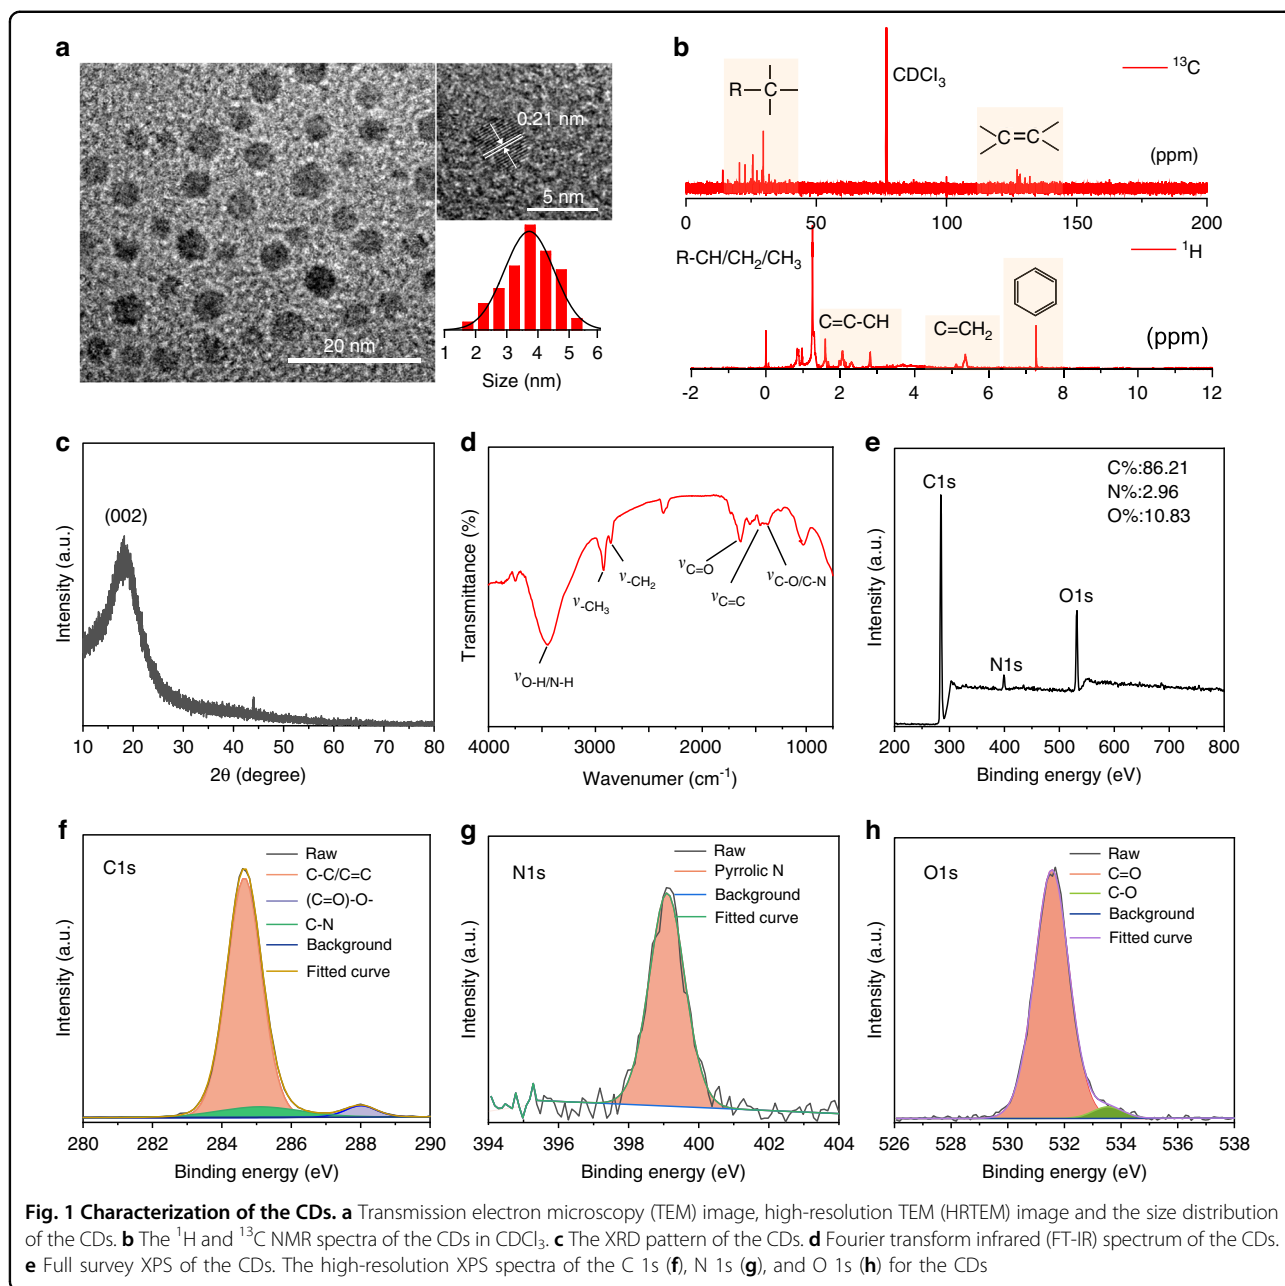 a
0.21 nm
5 nm
20 nm
1 2 3 4 5 6
Size (nm)
b
R—C—
CDCl₃
¹³C
C=C
(ppm)
0 50 100 150 200
R-CH/CH₂/CH₃
¹H
C=C-CH
C=CH₂
(ppm)
-2 0 2 4 6 8 10 12
c
(002)
Intensity (a.u.)
10 20 30 40 50 60 70 80
2θ (degree)
d
Transmittance (%)
ν-CH₃
ν-CH₂
νO-H/N-H
νC=O
νC=C
νC-O/C-N
4000 3000 2000 1000
Wavenumer (cm⁻¹)
e
C1s
C%:86.21
N%:2.96
O%:10.83
O1s
N1s
Intensity (a.u.)
200 300 400 500 600 700 800
Binding energy (eV)
f
C1s
Raw
C-C/C=C
(C=O)-O-
C-N
Background
Fitted curve
Intensity (a.u.)
280 282 284 286 288 290
Binding energy (eV)
g
N1s
Raw
Pyrrolic N
Background
Fitted curve
Intensity (a.u.)
394 396 398 400 402 404
Binding energy (eV)
h
O1s
Raw
C=O
C-O
Background
Fitted curve
Intensity (a.u.)
526 528 530 532 534 536 538
Binding energy (eV)
Fig. 1 Characterization of the CDs. a Transmission electron microscopy (TEM) image, high-resolution TEM (HRTEM) image and the size distribution
of the CDs. b The ¹H and ¹³C NMR spectra of the CDs in CDCl₃. c The XRD pattern of the CDs. d Fourier transform infrared (FT-IR) spectrum of the CDs.
e Full survey XPS of the CDs. The high-resolution XPS spectra of the C 1s (f), N 1s (g), and O 1s (h) for the CDs